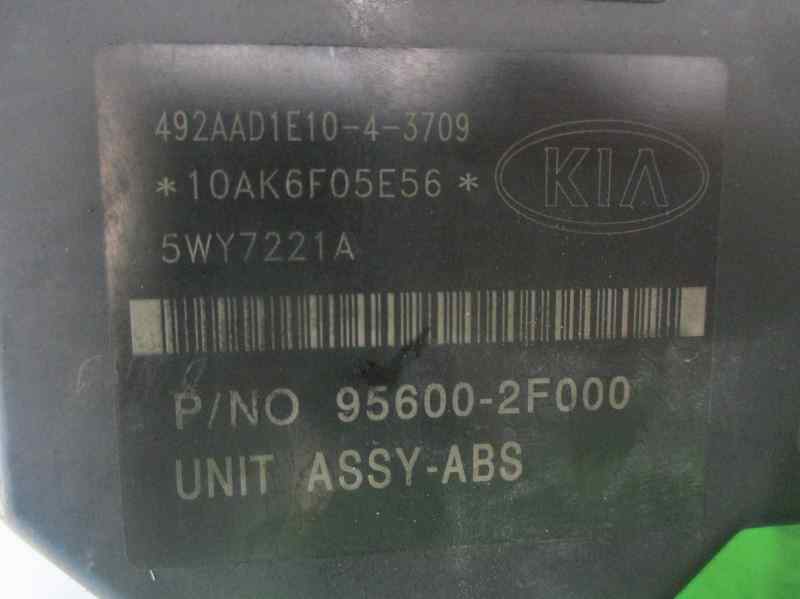 492AAD1E10-4-3709
*10AK6F05E56*
KIA
5WY7221A
P/NO 95600-2F000
UNIT ASSY-ABS